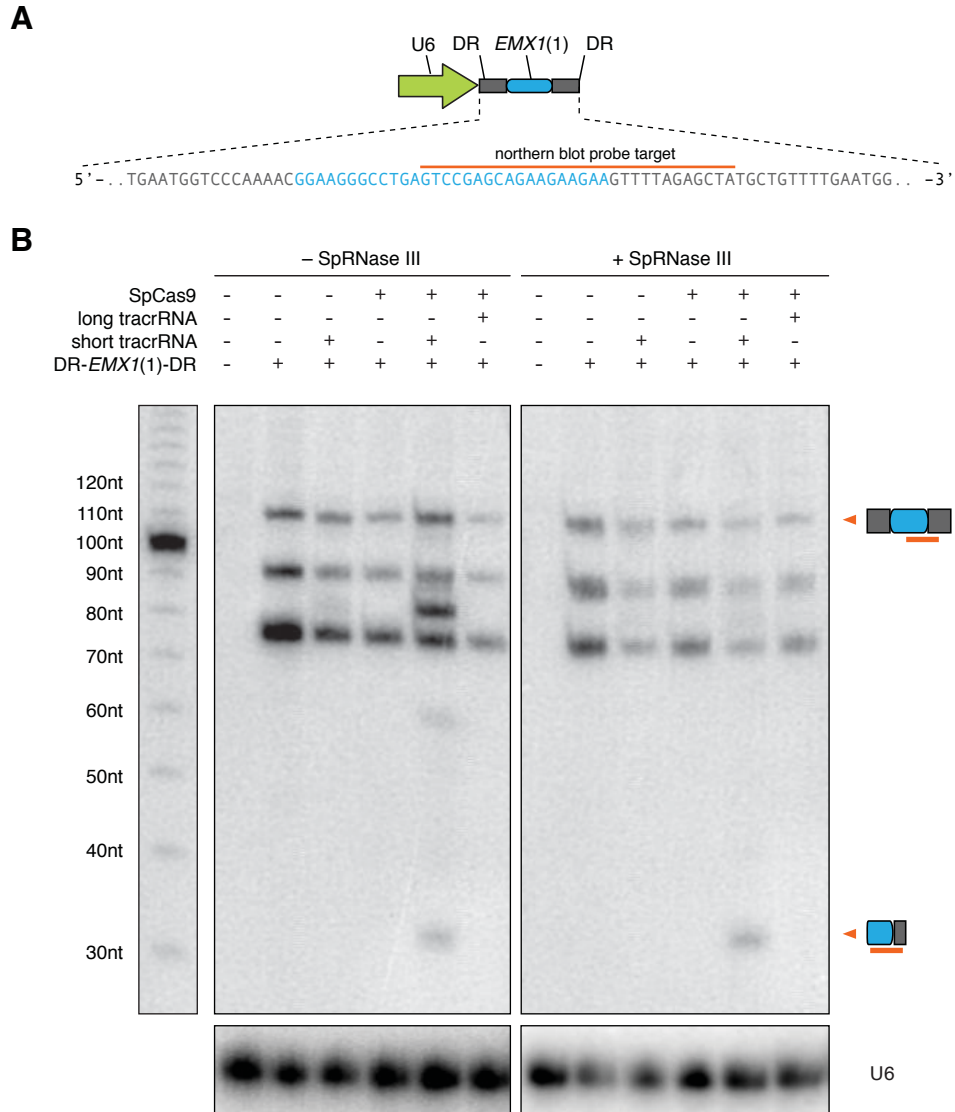 A
U6 DR EMX1(1) DR
northern blot probe target
5’–..TGAATGGTCCCAAAACGGAAGGGCCTGAGTCCGAGCAGAAGAAGAAGTTTTAGAGCTATGCTGTTTTGAATGG.. –3’
B
– SpRNase III + SpRNase III
SpCas9 - - - + + + - - - + + +
long tracrRNA - - - - - + - - - - - +
short tracrRNA - - + - + - - - + - + -
DR-EMX1(1)-DR - + + + + + - + + + + +
120nt
110nt
100nt
90nt
80nt
70nt
60nt
50nt
40nt
30nt
U6